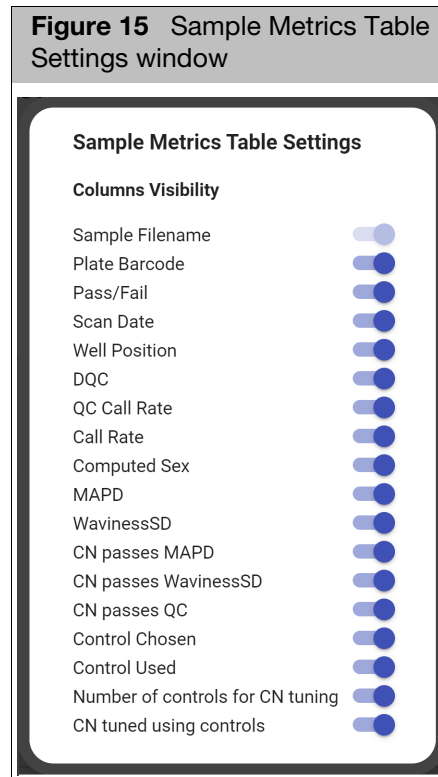 Figure 15 Sample Metrics Table
Settings window
Sample Metrics Table Settings
Columns Visibility
Sample Filename
Plate Barcode
Pass/Fail
Scan Date
Well Position
DQC
QC Call Rate
Call Rate
Computed Sex
MAPD
WavinessSD
CN passes MAPD
CN passes WavinessSD
CN passes QC
Control Chosen
Control Used
Number of controls for CN tuning
CN tuned using controls